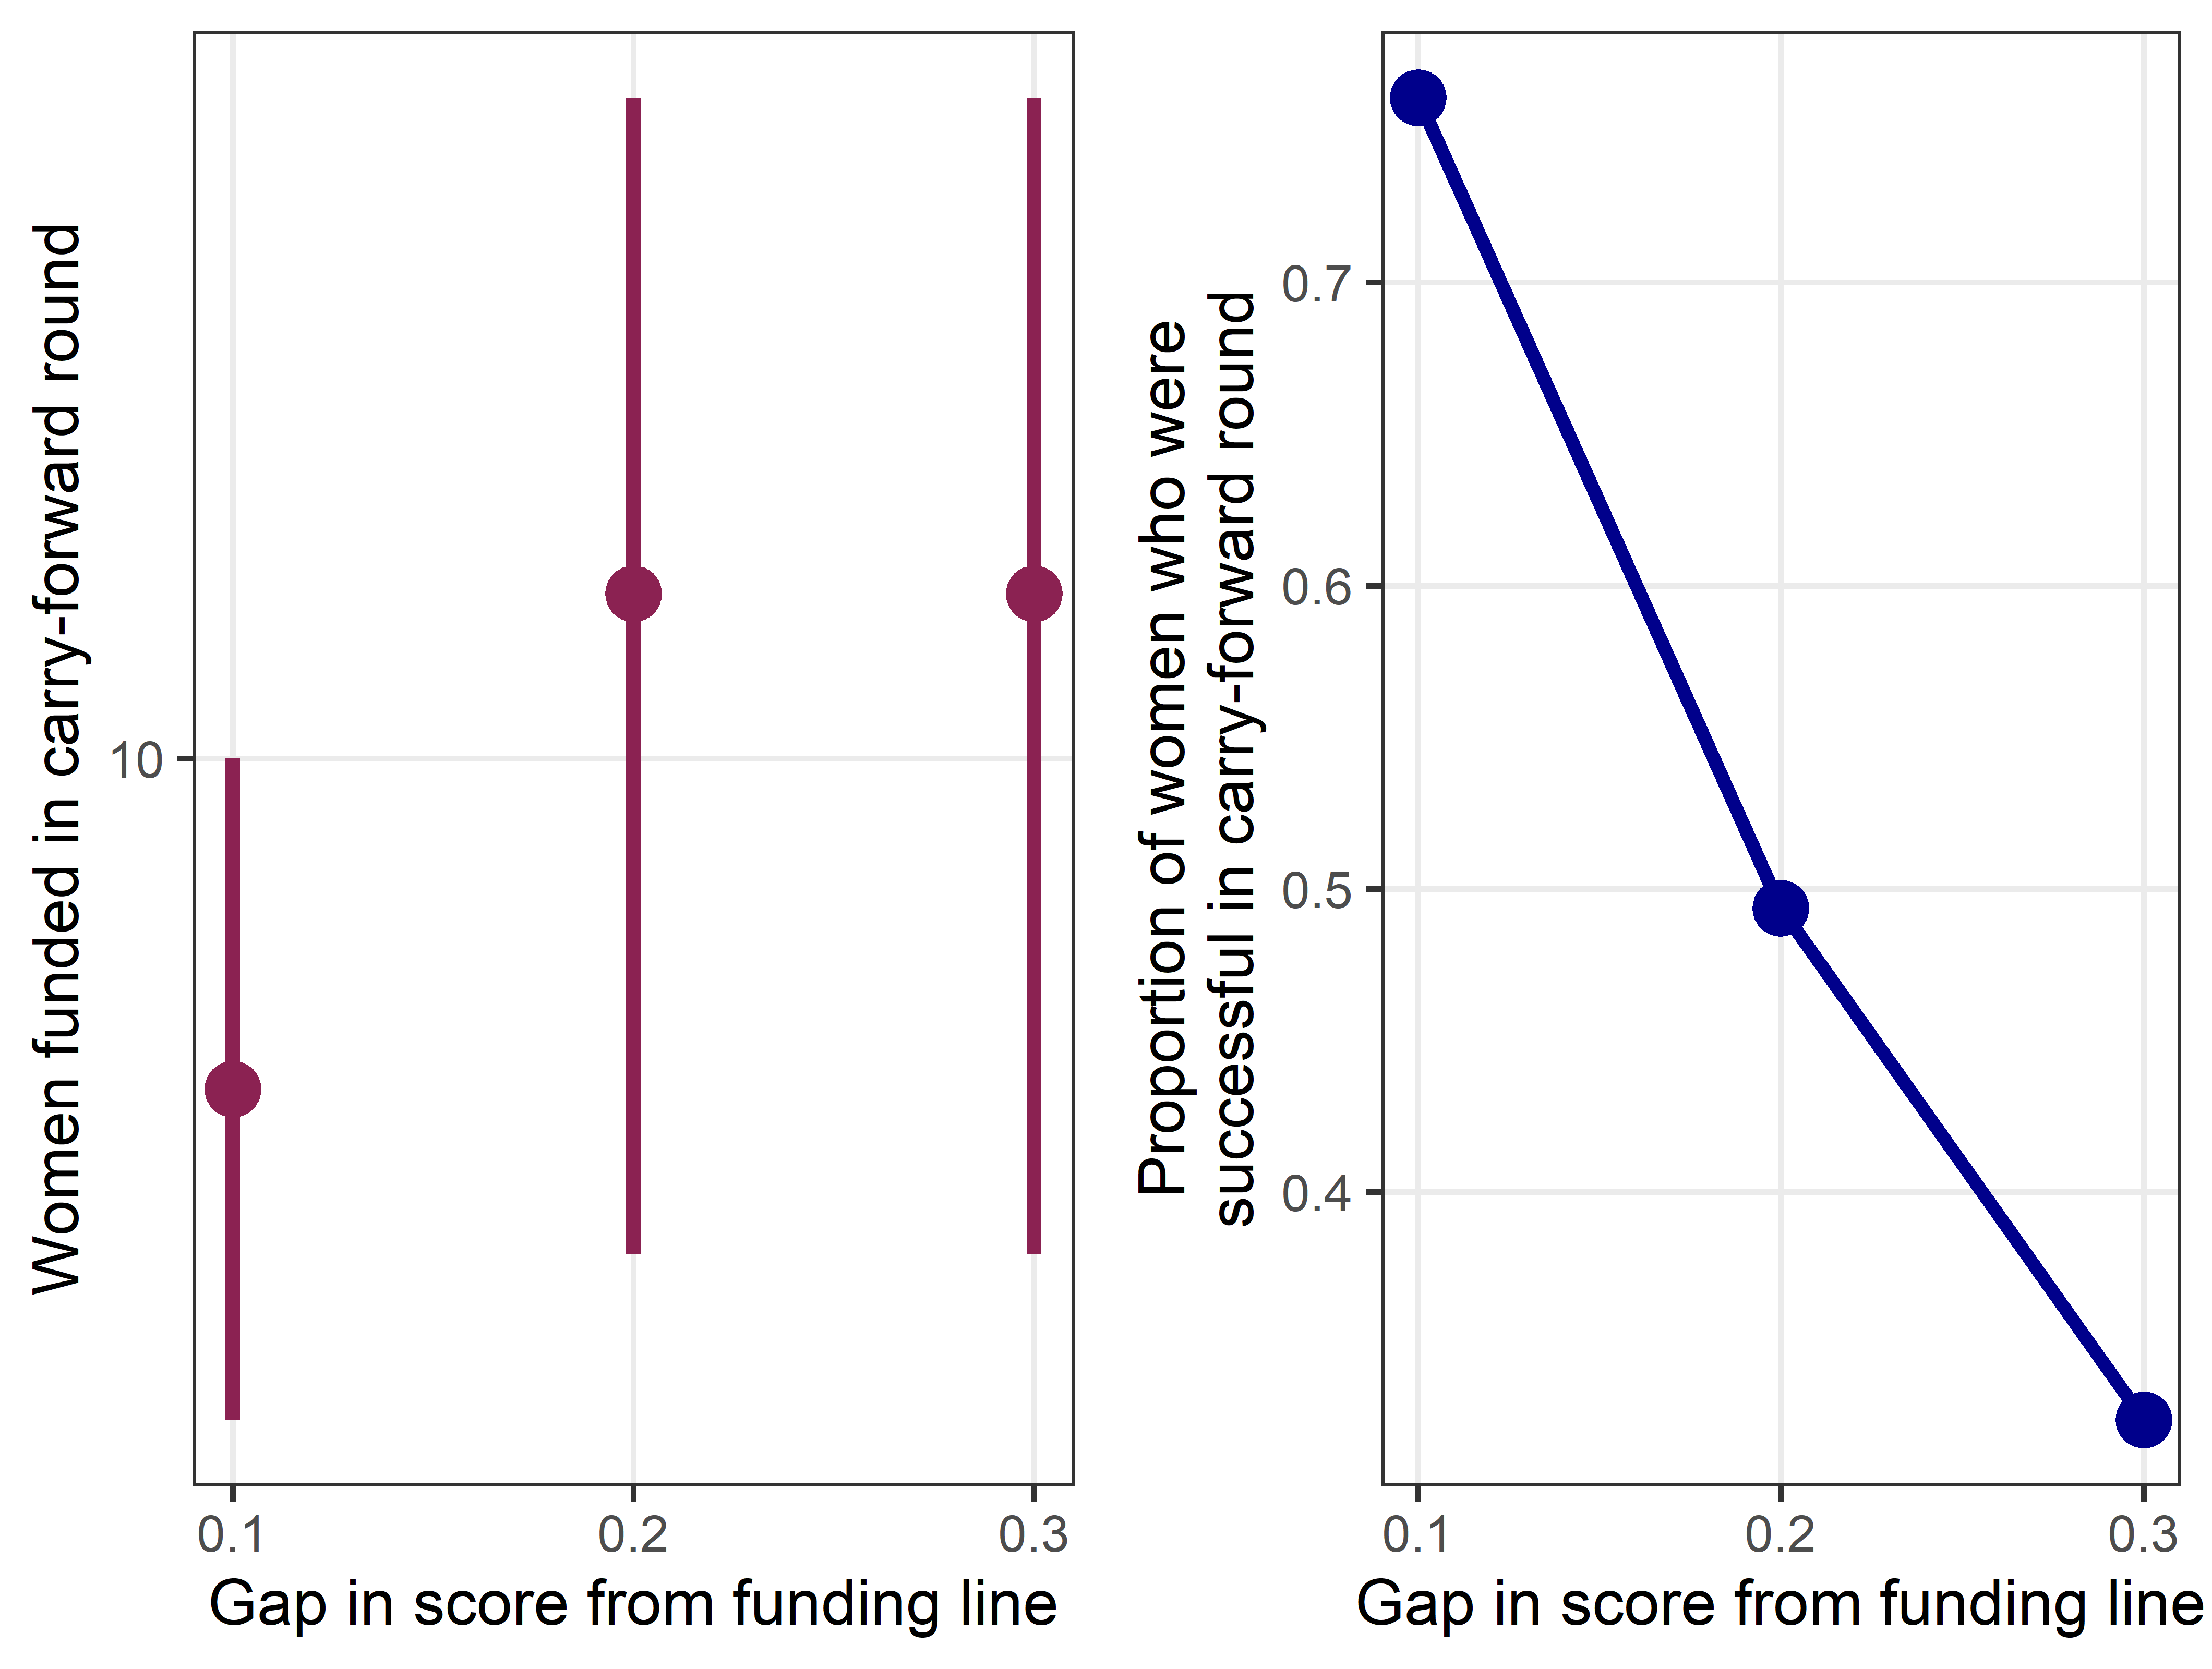 Women funded in carry-forward round
10
0.1 0.2 0.3
Gap in score from funding line
Proportion of women who were
successful in carry-forward round
0.7
0.6
0.5
0.4
0.1 0.2 0.3
Gap in score from funding line